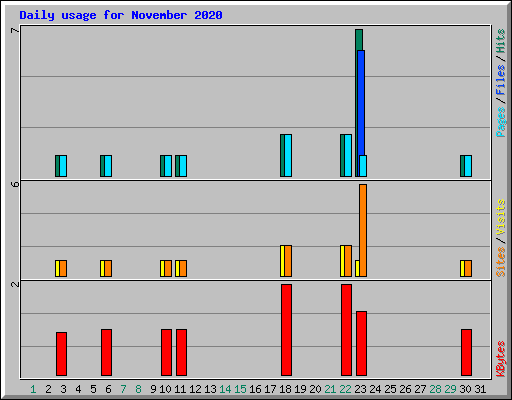 Daily usage for November 2020
7
Pages / Files / Hits
6
Sites / Visits
2
KBytes
1 2 3 4 5 6 7 8 9 10 11 12 13 14 15 16 17 18 19 20 21 22 23 24 25 26 27 28 29 30 31